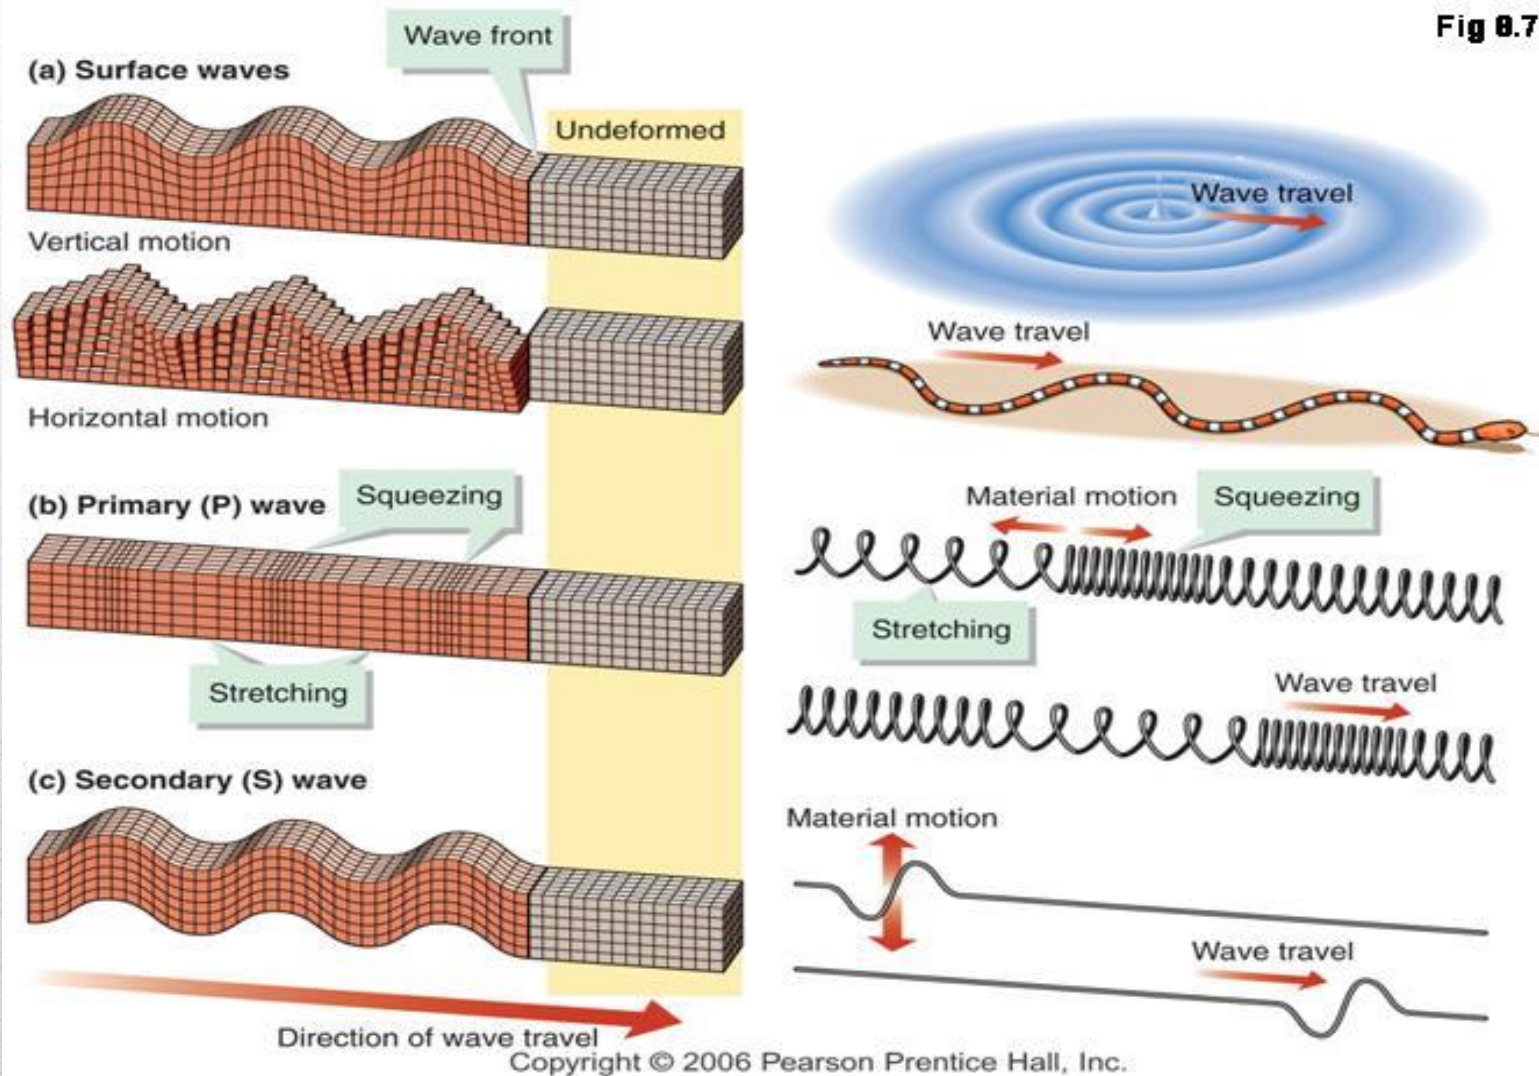 Fig 8.7
Wave front
(a) Surface waves
Undeformed
Vertical motion
Horizontal motion
Wave travel
Wave travel
(b) Primary (P) wave
Squeezing
Stretching
Material motion
Squeezing
Stretching
Wave travel
(c) Secondary (S) wave
Material motion
Wave travel
Direction of wave travel
Copyright © 2006 Pearson Prentice Hall, Inc.